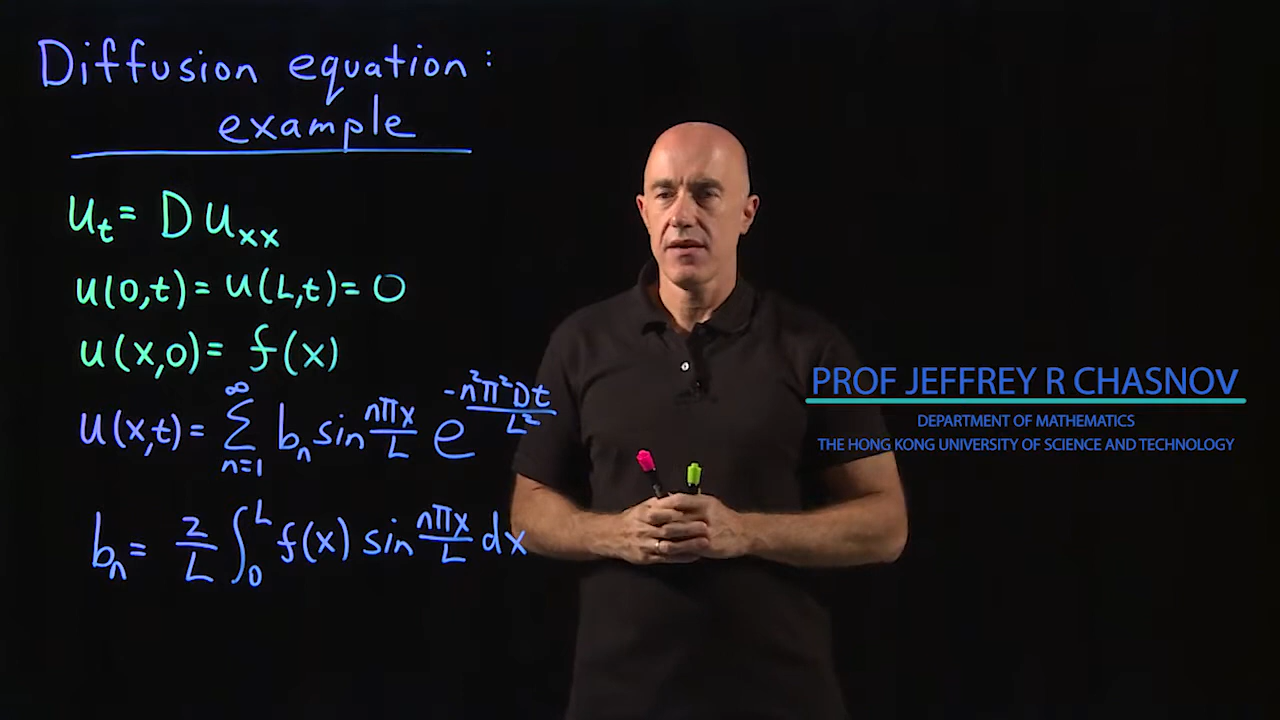 Diffusion equation:
example
u_t = D u_xx
u(0,t) = u(L,t) = 0
u(x,0) = f(x)
u(x,t) = ∑_{n=1}^{∞} b_n sin nπx/L e^{-n²π²Dt/L²}
b_n = 2/L ∫_0^L f(x) sin nπx/L dx
PROF JEFFREY R CHASNOV
DEPARTMENT OF MATHEMATICS
THE HONG KONG UNIVERSITY OF SCIENCE AND TECHNOLOGY